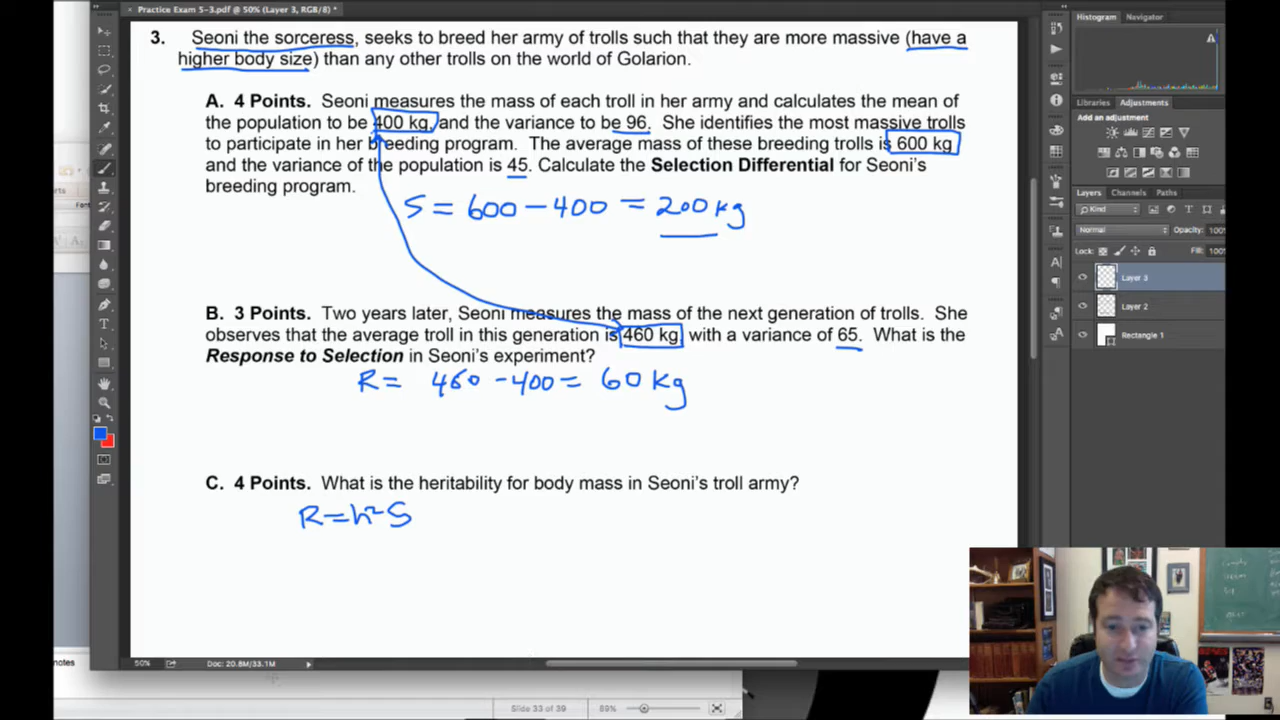 Practice Exam 5-3.pdf @ 50% (Layer 3, RGB/8) *
3. Seoni the sorceress, seeks to breed her army of trolls such that they are more massive (have a
higher body size) than any other trolls on the world of Golarion.
A. 4 Points. Seoni measures the mass of each troll in her army and calculates the mean of
the population to be 400 kg, and the variance to be 96. She identifies the most massive trolls
to participate in her breeding program. The average mass of these breeding trolls is 600 kg
and the variance of the population is 45. Calculate the Selection Differential for Seoni's
breeding program.
S = 600 - 400 = 200 kg
B. 3 Points. Two years later, Seoni measures the mass of the next generation of trolls. She
observes that the average troll in this generation is 460 kg, with a variance of 65. What is the
Response to Selection in Seoni's experiment?
R = 460 - 400 = 60 kg
C. 4 Points. What is the heritability for body mass in Seoni's troll army?
R = h² S
50% Doc: 20.8M/33.1M
notes
Slide 33 of 39 89%
Histogram Navigator
Libraries Adjustments
Add an adjustment
Layers Channels Paths
Kind
Normal Opacity: 100%
Lock: Fill: 100%
Layer 3
Layer 2
Rectangle 1